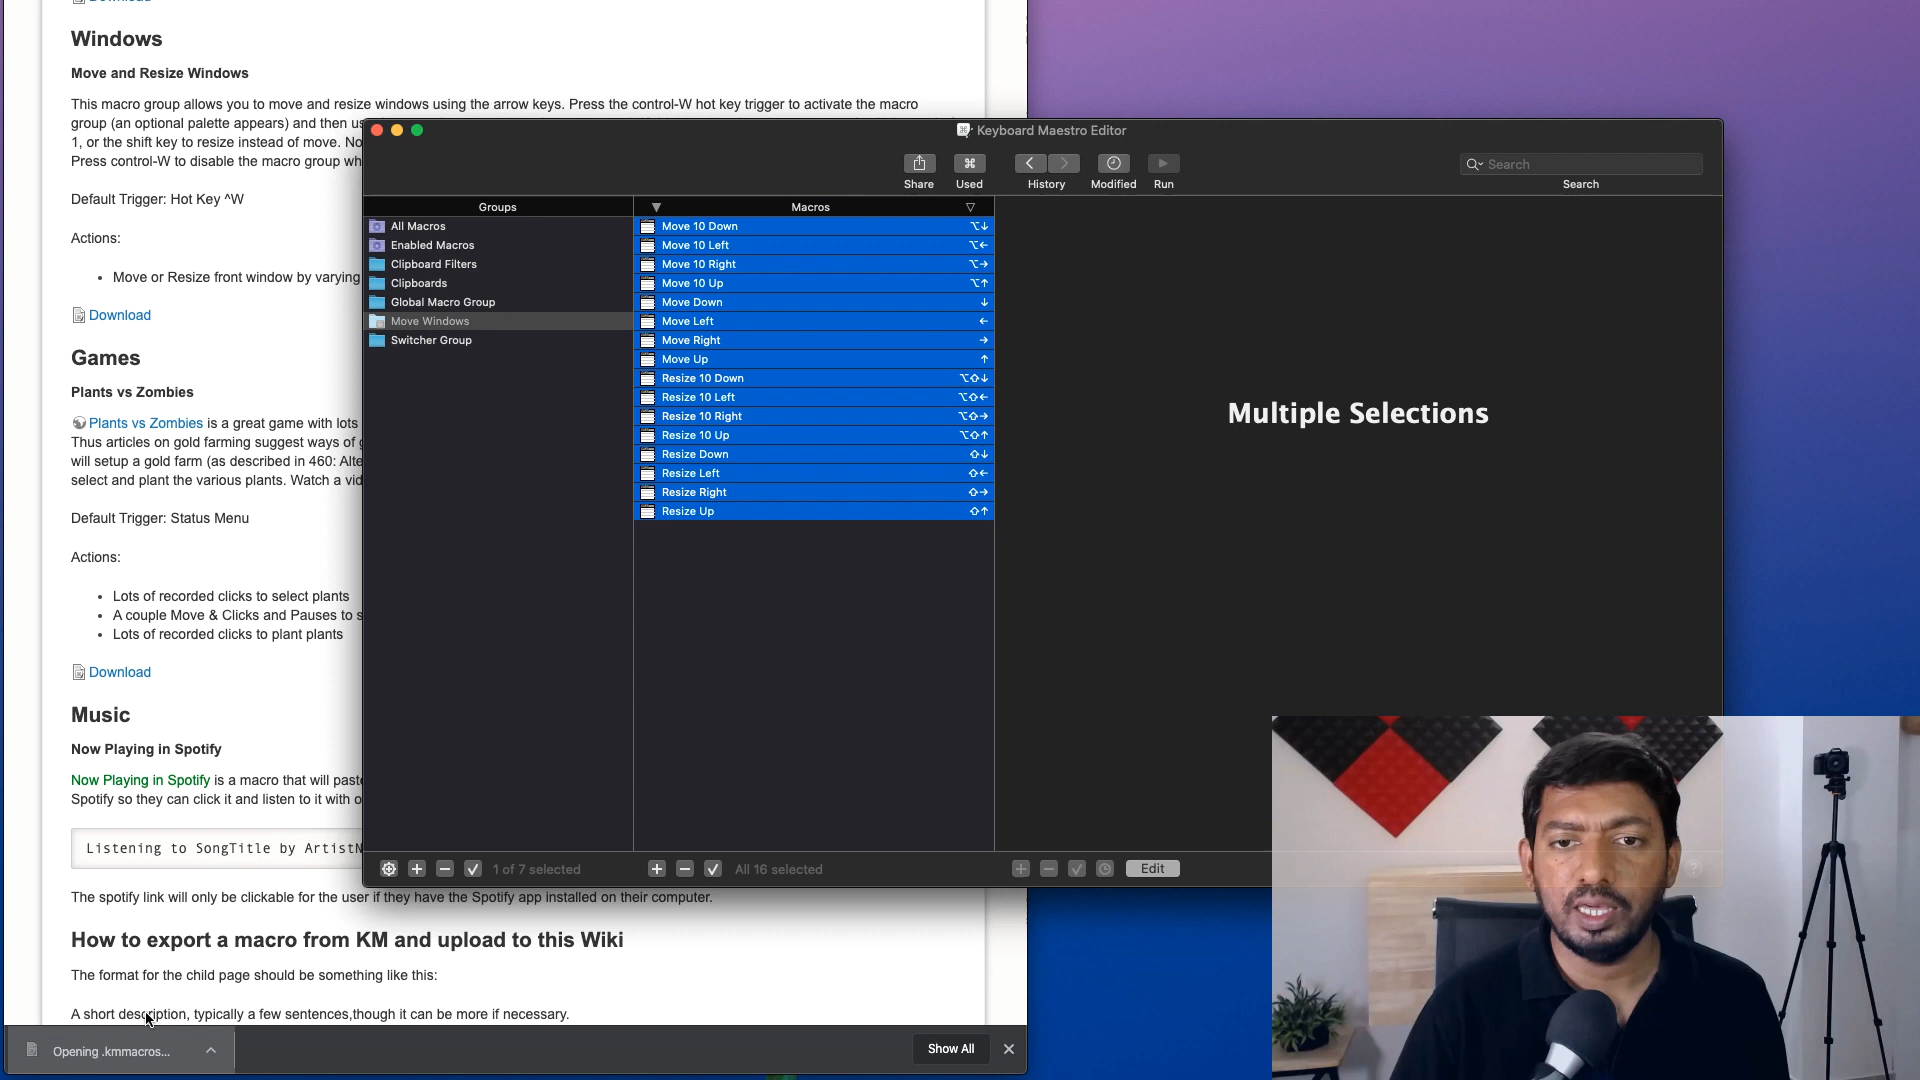 Download
Windows
Move and Resize Windows
This macro group allows you to move and resize windows using the arrow keys. Press the control-W hot key trigger to activate the macro
group (an optional palette appears) and then us
1, or the shift key to resize instead of move. No
Press control-W to disable the macro group wh
Default Trigger: Hot Key ^W
Actions:
• Move or Resize front window by varying
Download
Games
Plants vs Zombies
Plants vs Zombies is a great game with lots
Thus articles on gold farming suggest ways of g
will setup a gold farm (as described in 460: Alte
select and plant the various plants. Watch a vid
Default Trigger: Status Menu
Actions:
• Lots of recorded clicks to select plants
• A couple Move & Clicks and Pauses to s
• Lots of recorded clicks to plant plants
Download
Music
Now Playing in Spotify
Now Playing in Spotify is a macro that will paste
Spotify so they can click it and listen to it with o
Listening to SongTitle by ArtistN
The spotify link will only be clickable for the user if they have the Spotify app installed on their computer.
How to export a macro from KM and upload to this Wiki
The format for the child page should be something like this:
A short description, typically a few sentences,though it can be more if necessary.
Opening .kmmacros...
Show All
Keyboard Maestro Editor
Share Used History Modified Run
Search
Search
Groups
All Macros
Enabled Macros
Clipboard Filters
Clipboards
Global Macro Group
Move Windows
Switcher Group
Macros
Move 10 Down ⌥↓
Move 10 Left ⌥←
Move 10 Right ⌥→
Move 10 Up ⌥↑
Move Down ↓
Move Left ←
Move Right →
Move Up ↑
Resize 10 Down ⌥⇧↓
Resize 10 Left ⌥⇧←
Resize 10 Right ⌥⇧→
Resize 10 Up ⌥⇧↑
Resize Down ⇧↓
Resize Left ⇧←
Resize Right ⇧→
Resize Up ⇧↑
Multiple Selections
1 of 7 selected
All 16 selected
Edit